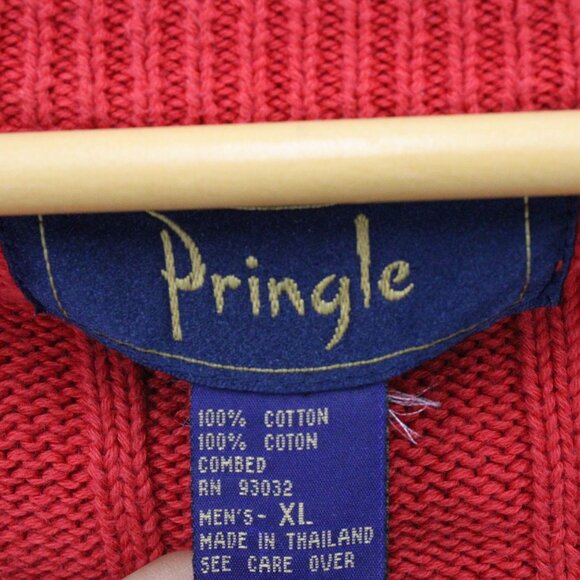 Pringle
100% COTTON
100% COTON
COMBED
RN 93032
MEN'S- XL
MADE IN THAILAND
SEE CARE OVER